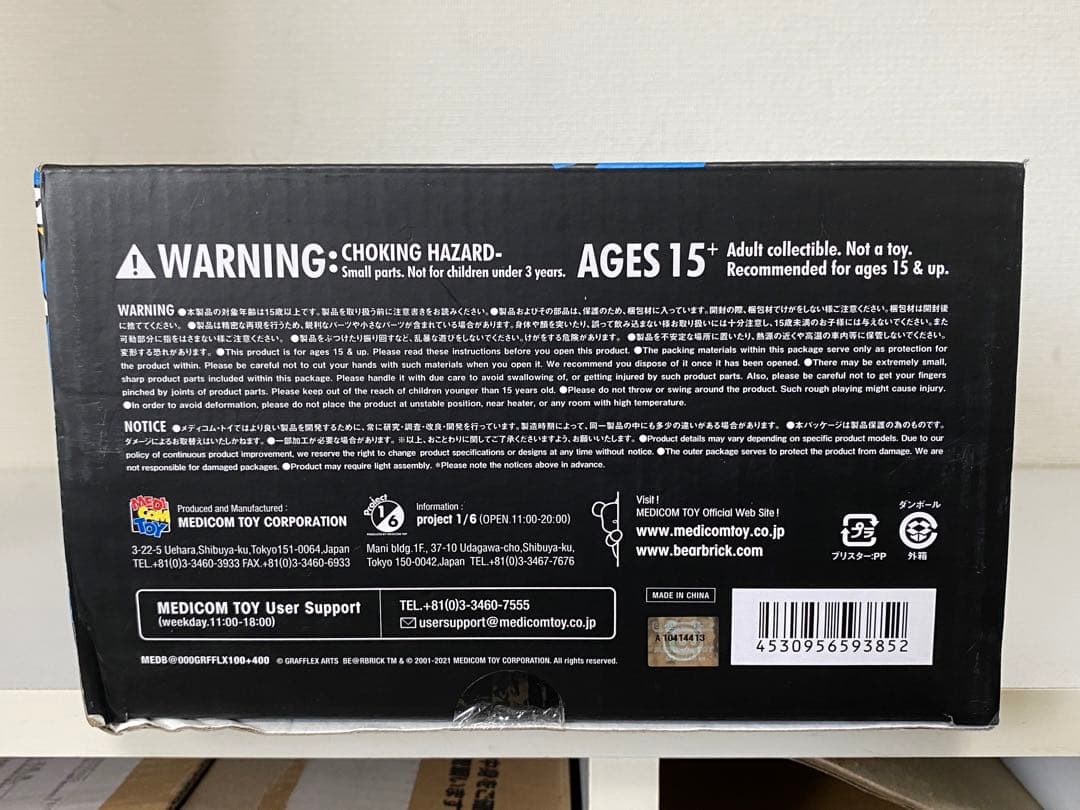 WARNING: CHOKING HAZARD-
Small parts. Not for children under 3 years.
AGES 15+ Adult collectible. Not a toy.
Recommended for ages 15 & up.
WARNING ●本製品の対象年齢は15歳以上です。製品を取り扱う前に注意書きをお読みください。●製品およびその部品は、保護のため、梱包材に入っています。開封の際、梱包材でけがをしない様ご注意ください。梱包材は開封後
に捨ててください。●製品は精密な再現を行うため、鋭利なパーツや小さなパーツが含まれている場合があります。身体や顔を突いたり、誤って飲み込まない様お取り扱いには十分注意し、15歳未満のお子様には与えないでください。また
可動部分に指をはさまない様ご注意ください。●製品をぶつけたり振り回すなど、乱暴な遊びをしないでください。けがをする危険があります。●製品を不安定な場所に置いたり、熱源の近くや高温の車内等に保管しないでください。
変形する恐れがあります。●This product is for ages 15 & up. Please read these instructions before you open this product. ●The packing materials within this package serve only as protection for
the product within. Please be careful not to cut your hands with such materials when you open it. We recommend you dispose of it once it has been opened. ●There may be extremely small,
sharp product parts included within this package. Please handle it with due care to avoid swallowing of, or getting injured by such product parts. Also, please be careful not to get your fingers
pinched by joints of product parts. Please keep out of the reach of children younger than 15 years old. ●Please do not throw or swing around the product. Such rough playing might cause injury.
●In order to avoid deformation, please do not place the product at unstable position, near heater, or any room with high temperature.
NOTICE ●メディコム・トイではより良い製品を開発するために、常に研究・調査・改良・開発を行っています。製造時期によって、同一製品の中にも多少の違いがある場合があります。●本パッケージは製品保護の為のものです。
ダメージによるお取替えはいたしかねます。●一部加工が必要な場合があります。※以上、おことわりに関してご了承くださいますよう、お願いいたします。●Product details may vary depending on specific product models. Due to our
policy of continuous product improvement, we reserve the right to change product specifications or designs at any time without notice. ●The outer package serves to protect the product from damage. We are
not responsible for damaged packages. ●Product may require light assembly. *Please note the notices above in advance.
MEDI COM TOY
Produced and Manufactured :
MEDICOM TOY CORPORATION
3-22-5 Uehara,Shibuya-ku,Tokyo151-0064,Japan
TEL.+81(0)3-3460-3933 FAX.+81(0)3-3460-6933
Project 1/6
Information :
project 1/6 (OPEN.11:00-20:00)
Mani bldg.1F., 37-10 Udagawa-cho,Shibuya-ku,
Tokyo 150-0042,Japan TEL.+81(0)3-3467-7676
Visit !
MEDICOM TOY Official Web Site !
www.medicomtoy.co.jp
www.bearbrick.com
プラ
ブリスター:PP
ダンボール
外箱
MEDICOM TOY User Support
(weekday.11:00-18:00)
TEL.+81(0)3-3460-7555
usersupport@medicomtoy.co.jp
MADE IN CHINA
A 10414413
4530956593852
MEDB@000GRFFLX100+400 © GRAFFLEX ARTS BE@RBRICK TM & © 2001-2021 MEDICOM TOY CORPORATION. All rights reserved.